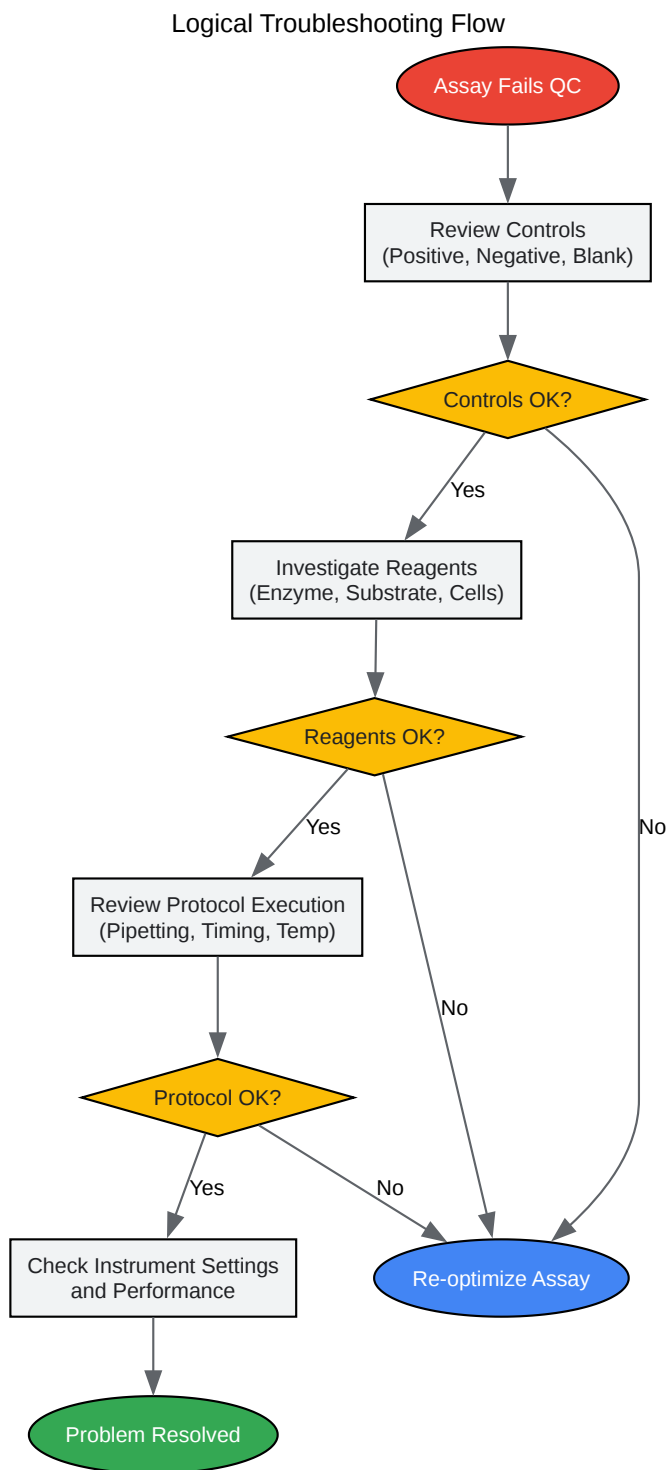 Logical Troubleshooting Flow
Assay Fails QC
Review Controls
(Positive, Negative, Blank)
Controls OK?
Yes
Investigate Reagents
(Enzyme, Substrate, Cells)
Reagents OK?
Yes
No
Review Protocol Execution
(Pipetting, Timing, Temp)
No
Protocol OK?
Yes
No
Check Instrument Settings
and Performance
Re-optimize Assay
Problem Resolved